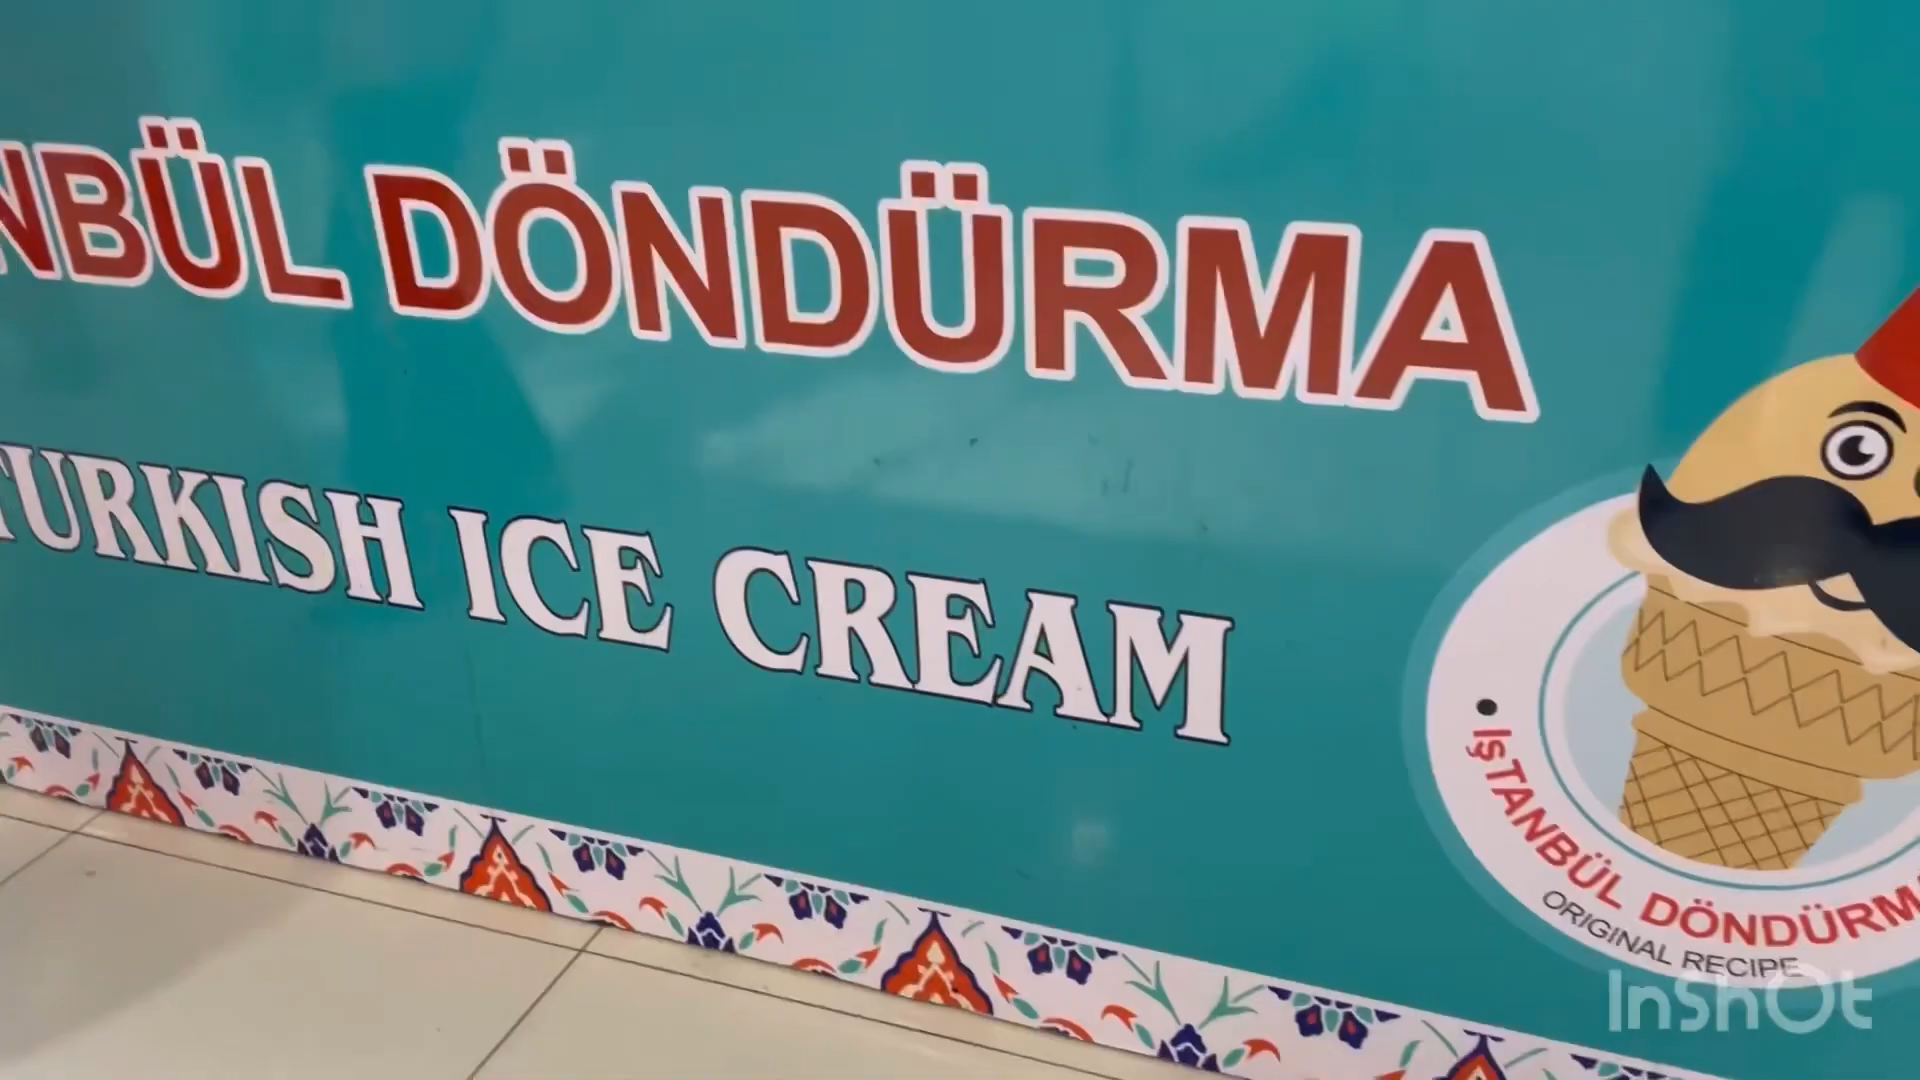 NBÜL DÖNDÜRMA
TURKISH ICE CREAM
• IŞTANBÜL DÖNDÜRM
ORIGINAL RECIPE
InShOt